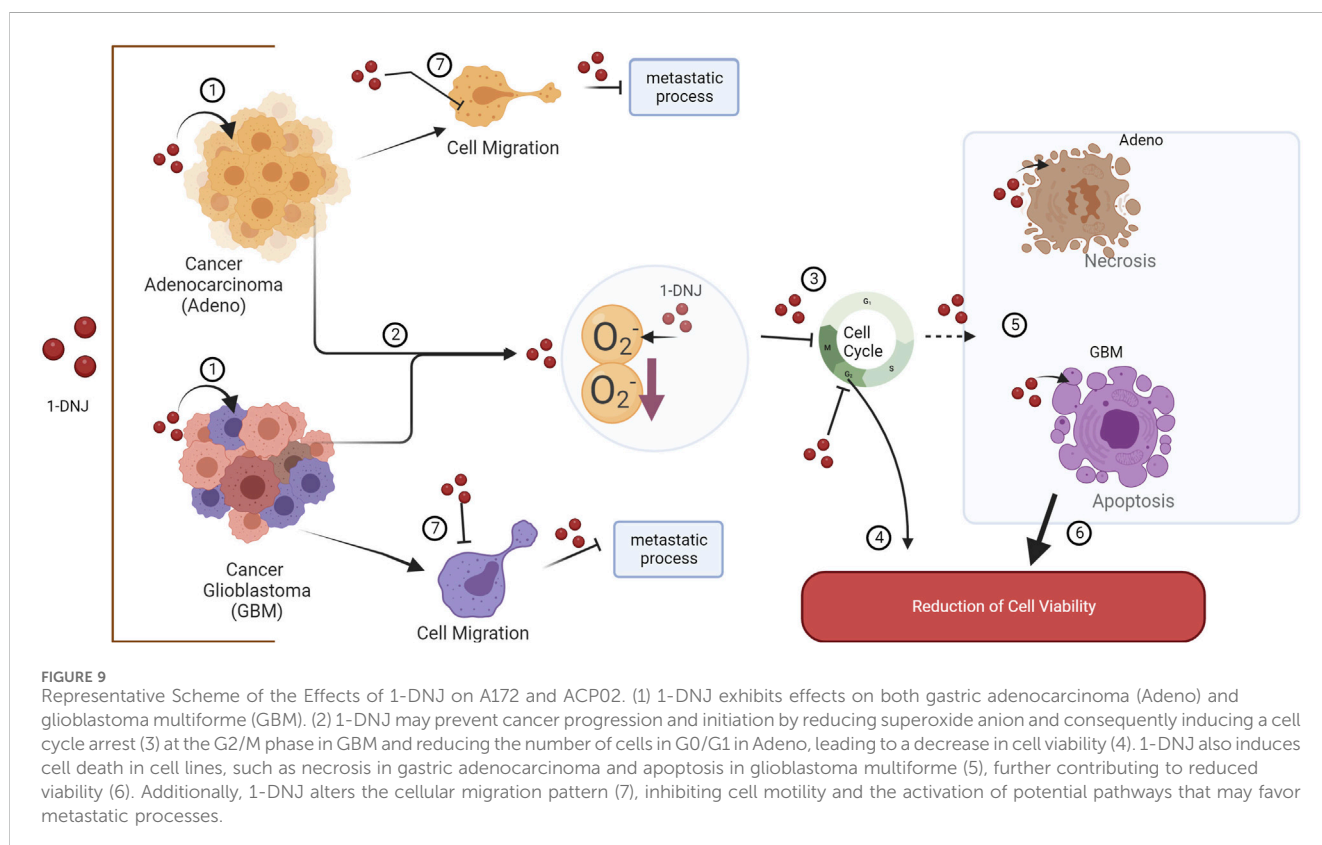 1
7
metastatic
process
Cell Migration
Cancer
Adenocarcinoma
(Adeno)
1-DNJ
1
2
1-DNJ
O2-
O2-
3
G1
M
S
G2
Cell
Cycle
Adeno
Necrosis
5
GBM
Apoptosis
7
metastatic
process
Cell Migration
Cancer
Glioblastoma
(GBM)
4
6
Reduction of Cell Viability
FIGURE 9
Representative Scheme of the Effects of 1-DNJ on A172 and ACP02. (1) 1-DNJ exhibits effects on both gastric adenocarcinoma (Adeno) and
glioblastoma multiforme (GBM). (2) 1-DNJ may prevent cancer progression and initiation by reducing superoxide anion and consequently inducing a cell
cycle arrest (3) at the G2/M phase in GBM and reducing the number of cells in G0/G1 in Adeno, leading to a decrease in cell viability (4). 1-DNJ also induces
cell death in cell lines, such as necrosis in gastric adenocarcinoma and apoptosis in glioblastoma multiforme (5), further contributing to reduced
viability (6). Additionally, 1-DNJ alters the cellular migration pattern (7), inhibiting cell motility and the activation of potential pathways that may favor
metastatic processes.